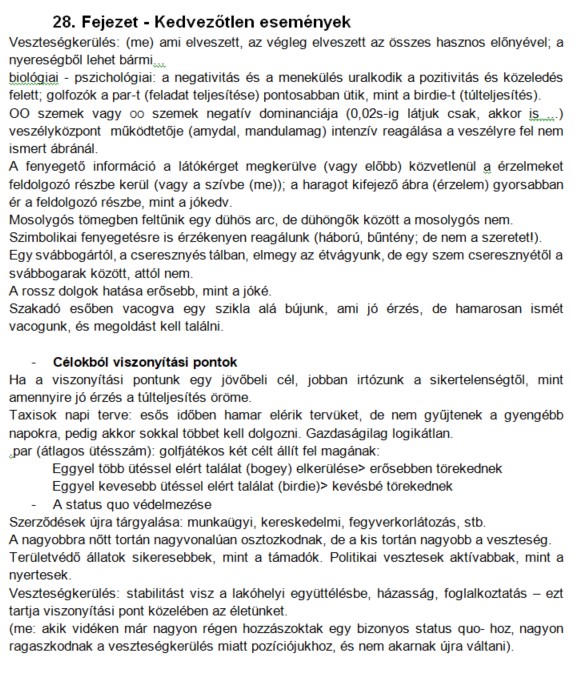 28. Fejezet - Kedvezőtlen események
Veszteségkerülés: (me) ami elveszett, az végleg elveszett az összes hasznos előnyével; a
nyereségből lehet bármi...
biológiai - pszichológiai: a negativitás és a menekülés uralkodik a pozitivitás és közeledés
felett; golfozók a par-t (feladat teljesítése) pontosabban ütik, mint a birdie-t (túlteljesítés).
OO szemek vagy oo szemek negatív dominanciája (0,02s-ig látjuk csak, akkor is ...)
veszélyközpont működtetője (amydal, mandulamag) intenzív reagálása a veszélyre fel nem
ismert ábránál.
A fenyegető információ a látókérget megkerülve (vagy előbb) közvetlenül a érzelmeket
feldolgozó részbe kerül (vagy a szívbe (me)); a haragot kifejező ábra (érzelem) gyorsabban
ér a feldolgozó részbe, mint a jókedv.
Mosolygós tömegben feltűnik egy dühös arc, de dühöngők között a mosolygós nem.
Szimbolikai fenyegetésre is érzékenyen reagálunk (háború, bűntény; de nem a szeretet!).
Egy svábbogártól, a cseresznyés tálban, elmegy az étvágyunk, de egy szem cseresznyétől a
svábbogarak között, attól nem.
A rossz dolgok hatása erősebb, mint a jóké.
Szakadó esőben vacogva egy szikla alá bújunk, ami jó érzés, de hamarosan ismét
vacogunk, és megoldást kell találni.
- Célokból viszonyítási pontok
Ha a viszonyítási pontunk egy jövőbeli cél, jobban irtózunk a sikertelenségtől, mint
amennyire jó érzés a túlteljesítés öröme.
Taxisok napi terve: esős időben hamar elérik tervüket, de nem gyűjtenek a gyengébb
napokra, pedig akkor sokkal többet kell dolgozni. Gazdaságilag logikátlan.
par (átlagos ütésszám): golfjátékos két célt állít fel magának:
Eggyel több ütéssel elért találat (bogey) elkerülése> erősebben törekednek
Eggyel kevesebb ütéssel elért találat (birdie)> kevésbé törekednek
- A status quo védelmezése
Szerződések újra tárgyalása: munkaügyi, kereskedelmi, fegyverkorlátozás, stb.
A nagyobbra nőtt tortán nagyvonalúan osztozkodnak, de a kis tortán nagyobb a veszteség.
Területvédő állatok sikeresebbek, mint a támadók. Politikai vesztesek aktívabbak, mint a
nyertesek.
Veszteségkerülés: stabilitást visz a lakóhelyi együttélésbe, házasság, foglalkoztatás – ezt
tartja viszonyítási pont közelében az életünket.
(me: akik vidéken már nagyon régen hozzászoktak egy bizonyos status quo- hoz, nagyon
ragaszkodnak a veszteségkerülés miatt pozíciójukhoz, és nem akarnak újra váltani).